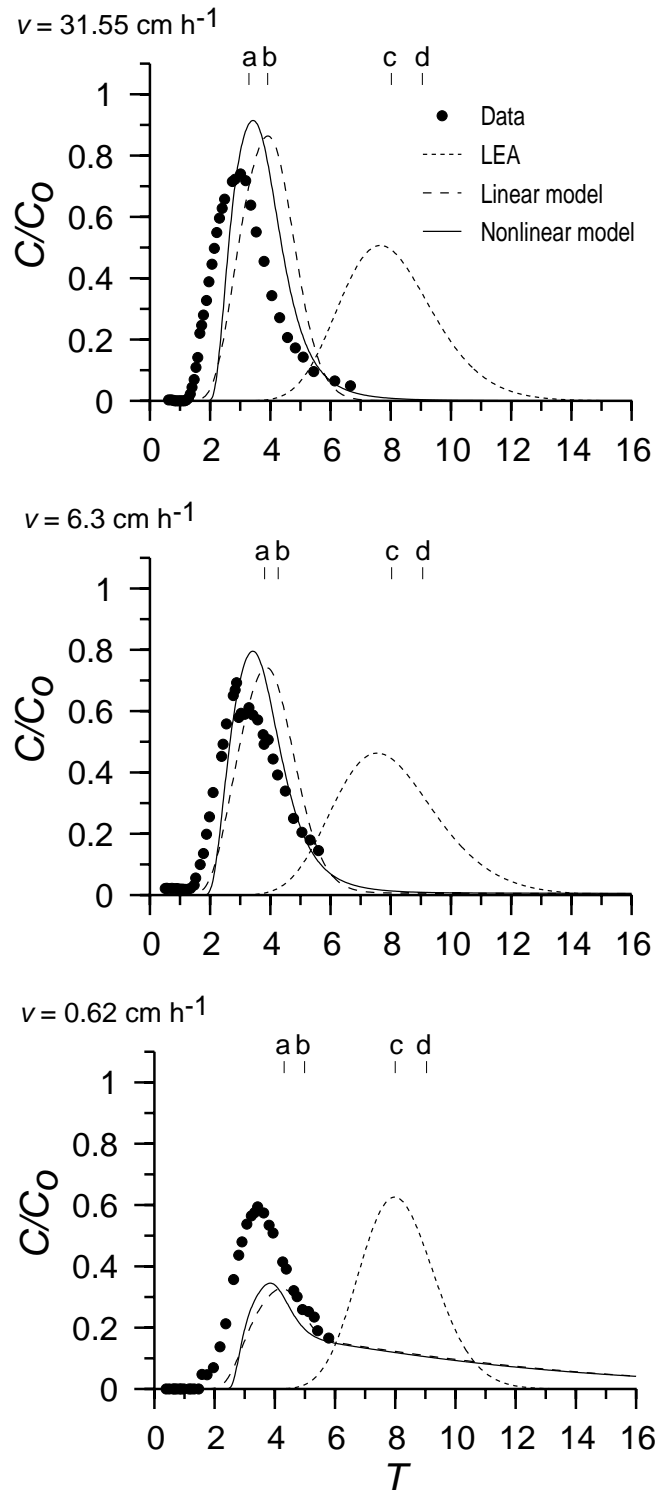 v = 31.55 cm h-1
a b c d
1
0.8
0.6
0.4
0.2
0
C/Co
Data
LEA
Linear model
Nonlinear model
0 2 4 6 8 10 12 14 16
v = 6.3 cm h-1
a b c d
1
0.8
0.6
0.4
0.2
0
C/Co
0 2 4 6 8 10 12 14 16
v = 0.62 cm h-1
a b c d
1
0.8
0.6
0.4
0.2
0
C/Co
0 2 4 6 8 10 12 14 16
T